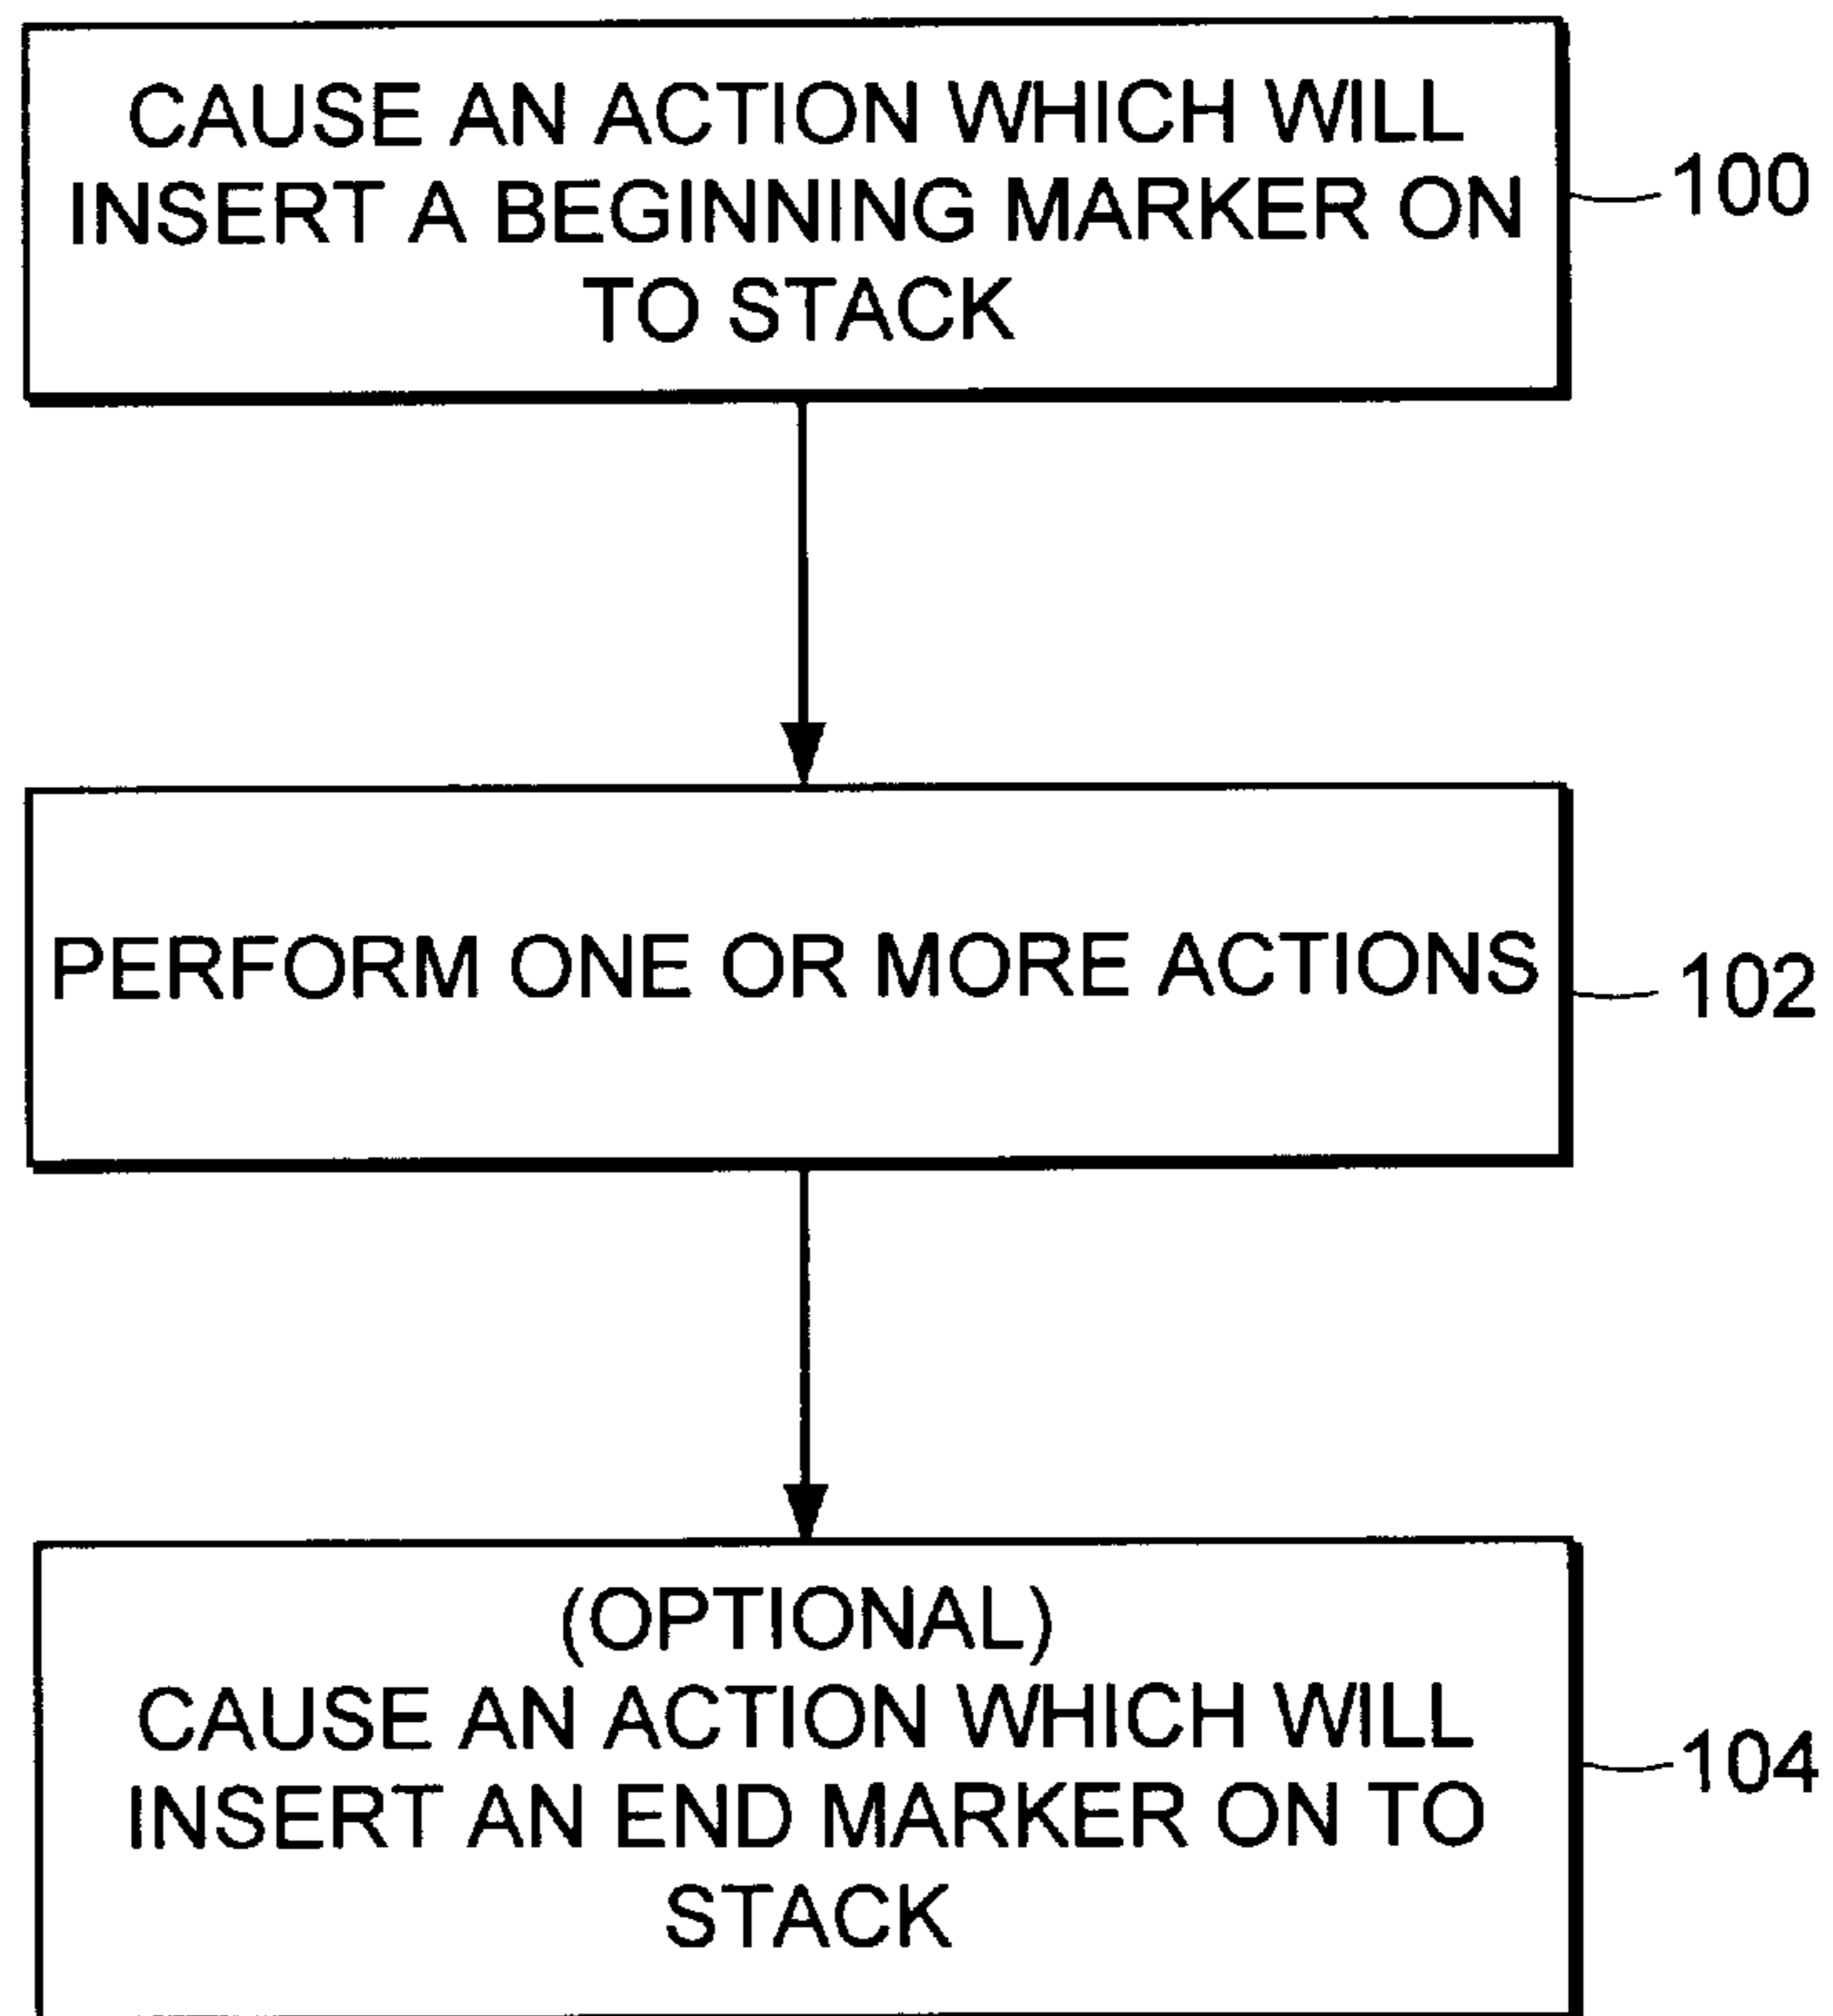 CAUSE AN ACTION WHICH WILL
INSERT A BEGINNING MARKER ON
TO STACK
100
PERFORM ONE OR MORE ACTIONS
102
(OPTIONAL)
CAUSE AN ACTION WHICH WILL
INSERT AN END MARKER ON TO
STACK
104